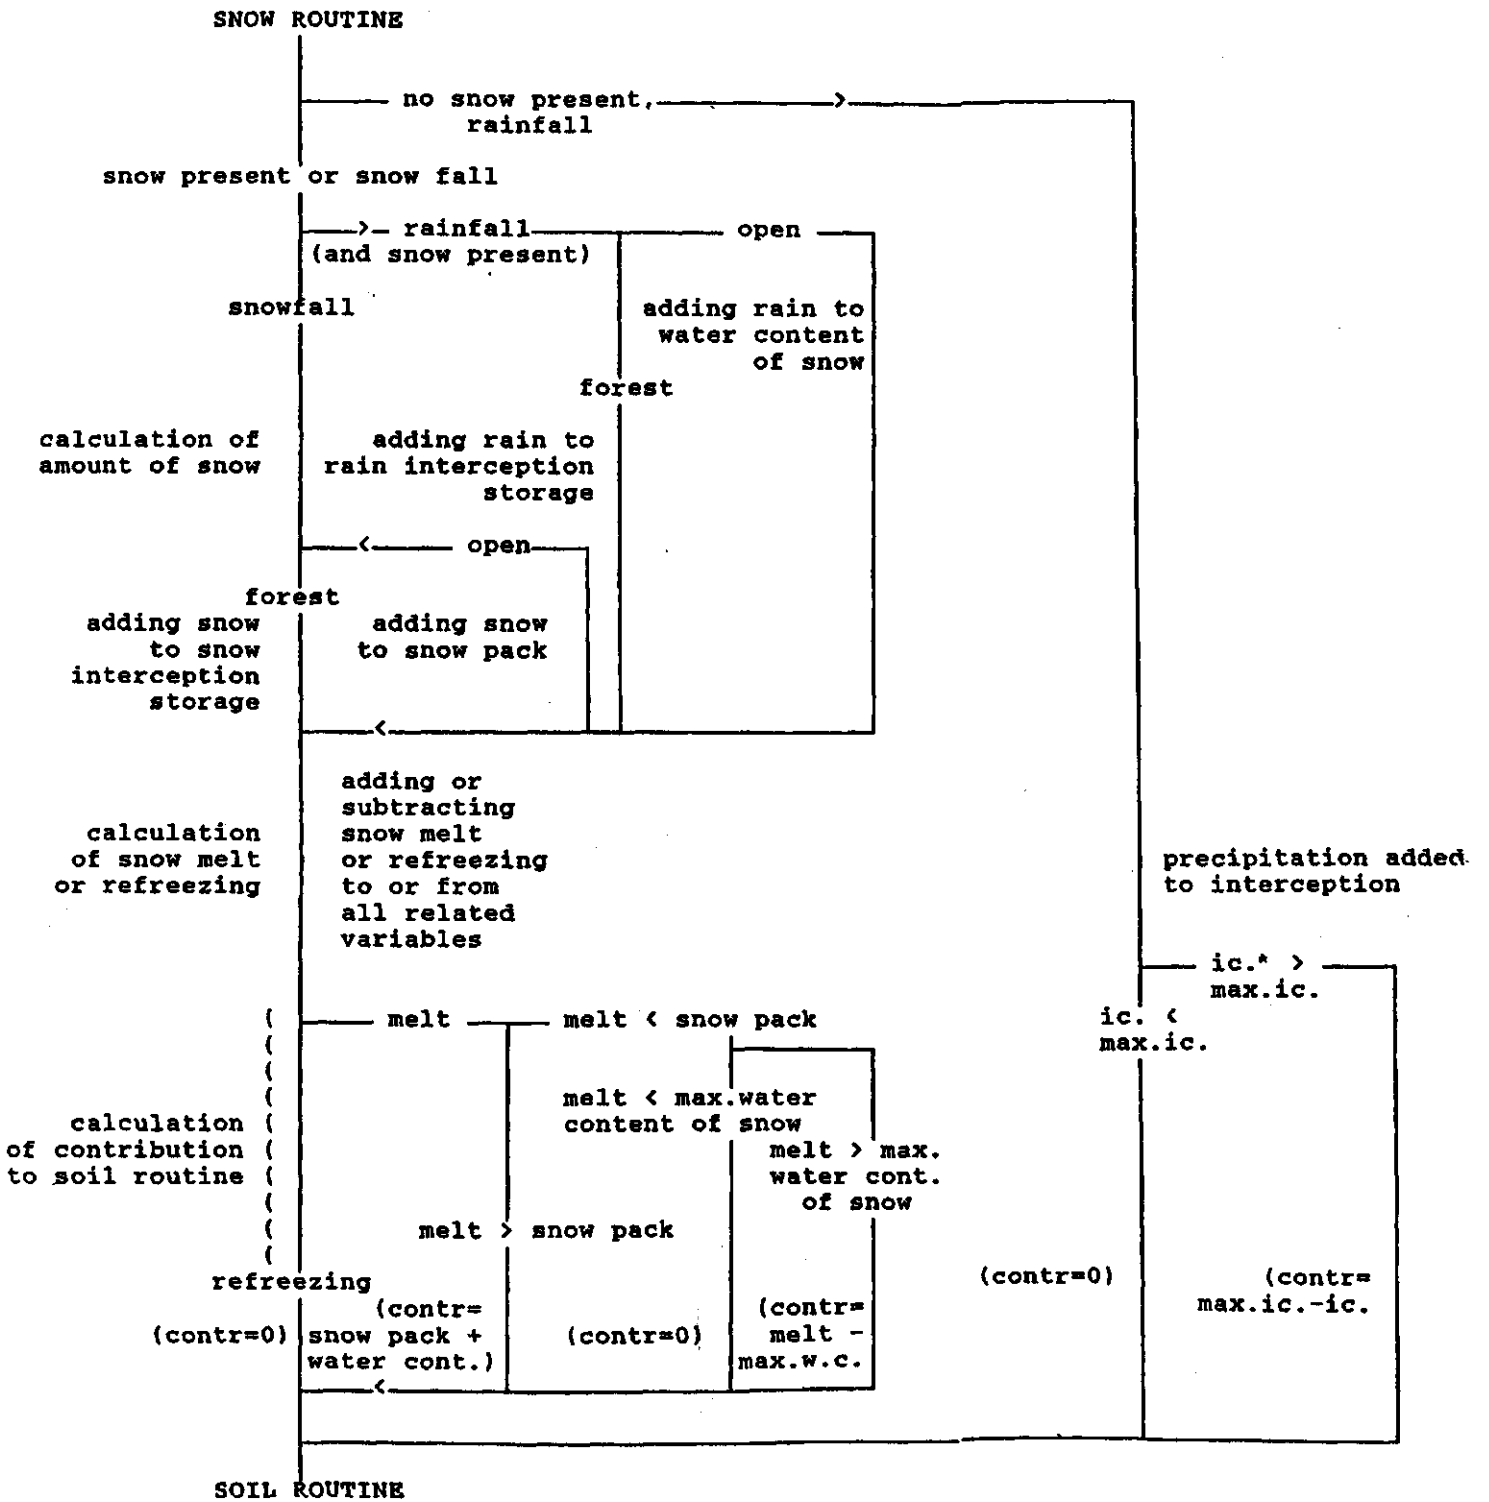 SNOW ROUTINE
no snow present,
rainfall
snow present or snow fall
rainfall
(and snow present)
open
snowfall
adding rain to
water content
of snow
forest
calculation of
amount of snow
adding rain to
rain interception
storage
open
forest
adding snow
to snow
interception
storage
adding snow
to snow pack
adding or
subtracting
snow melt
or refreezing
to or from
all related
variables
calculation
of snow melt
or refreezing
precipitation added
to interception
ic.* >
max.ic.
ic. <
max.ic.
melt
melt < snow pack
melt < max.water
content of snow
calculation
of contribution
to soil routine
melt > max.
water cont.
of snow
melt > snow pack
refreezing
(contr=0)
(contr=
snow pack +
water cont.)
(contr=0)
(contr=
melt -
max.w.c.
(contr=0)
(contr=
max.ic.-ic.
SOIL ROUTINE